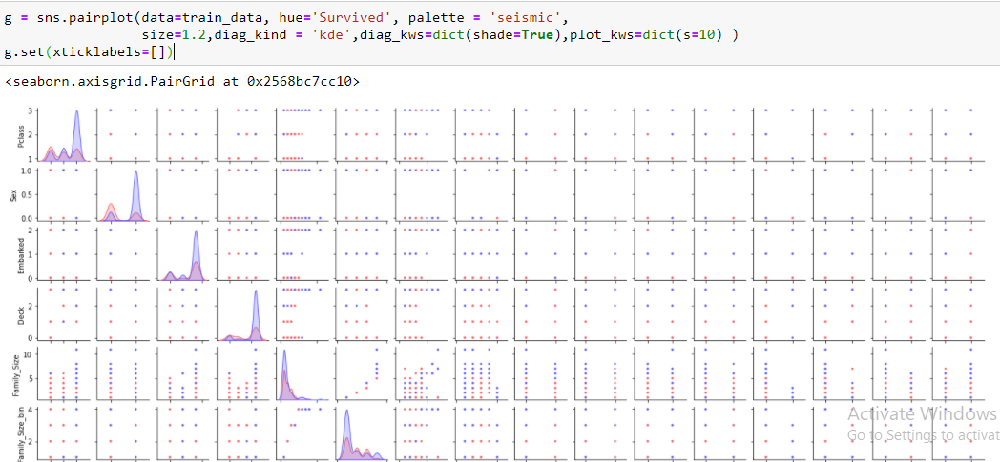 g = sns.pairplot(data=train_data, hue='Survived', palette = 'seismic',
size=1.2,diag_kind = 'kde',diag_kws=dict(shade=True),plot_kws=dict(s=10) )
g.set(xticklabels=[])
<seaborn.axisgrid.PairGrid at 0x2568bc7cc10>
3
2
1
Pclass
1.0
0.5
0.0
Sex
2
1
0
Embarked
2
0
Deck
10
5
Family_Size
4
2
Family_Size_bin
Activate Windows
Go to Settings to activat